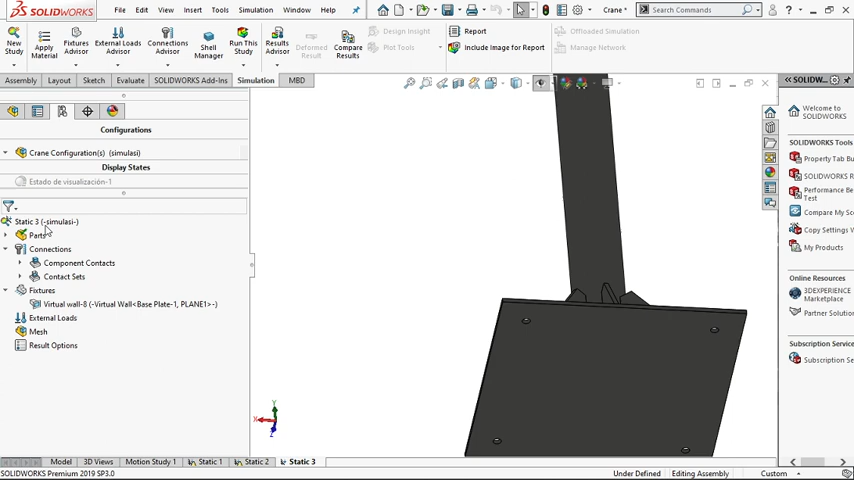 SOLIDWORKS
File Edit View Insert Tools Simulation Window Crane * Search Commands
New Study
Apply Material
Fixtures Advisor
External Loads Advisor
Connections Advisor
Shell Manager
Run This Study
Results Advisor
Deformed Result
Compare Results
Design Insight
Plot Tools
Report
Include Image for Report
Offloaded Simulation
Manage Network
Assembly Layout Sketch Evaluate SOLIDWORKS Add-Ins Simulation MBD
Configurations
Crane Configuration(s) (simulasi)
Display States
Estado de visualización-1
Static 3 (-simulasi-)
Parts
Connections
Component Contacts
Contact Sets
Fixtures
Virtual wall-8 (-Virtual Wall<Base Plate-1, PLANE1>-)
External Loads
Mesh
Result Options
Y
X
Z
<< SOLIDW...
Welcome to SOLIDWORKS
SOLIDWORKS Tools
Property Tab Bu
SOLIDWORKS R
Performance Be
Test
Compare My Sc
Copy Settings V
My Products
Online Resources
3DEXPERIENCE
Marketplace
Partner Solution
Subscription Service
Subscription Se
Model 3D Views Motion Study 1 Static 1 Static 2 Static 3
SOLIDWORKS Premium 2019 SP3.0 Under Defined Editing Assembly Custom